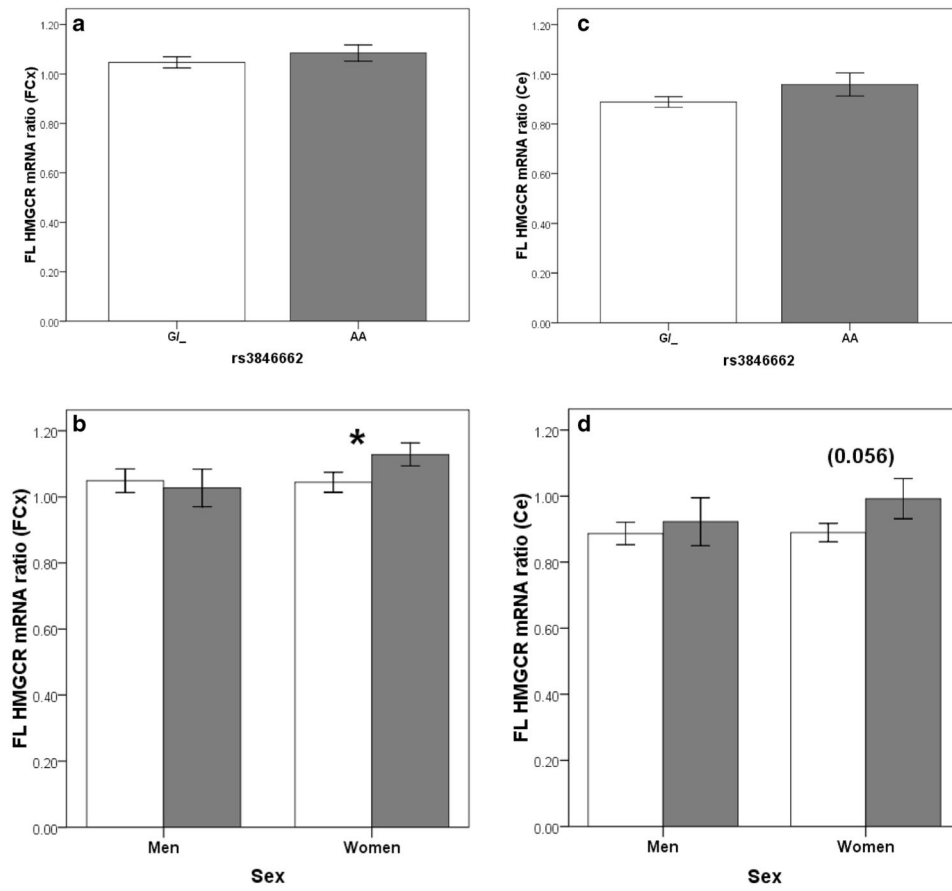 a
FL HMGCR mRNA ratio (FCx)
1.20
1.00
0.80
0.60
0.40
0.20
0.00
G/_
AA
rs3846662
c
FL HMGCR mRNA ratio (Ce)
1.20
1.00
0.80
0.60
0.40
0.20
0.00
G/_
AA
rs3846662
b
*
FL HMGCR mRNA ratio (FCx)
1.20
1.00
0.80
0.60
0.40
0.20
0.00
Men
Women
Sex
d
(0.056)
FL HMGCR mRNA ratio (Ce)
1.20
1.00
0.80
0.60
0.40
0.20
0.00
Men
Women
Sex